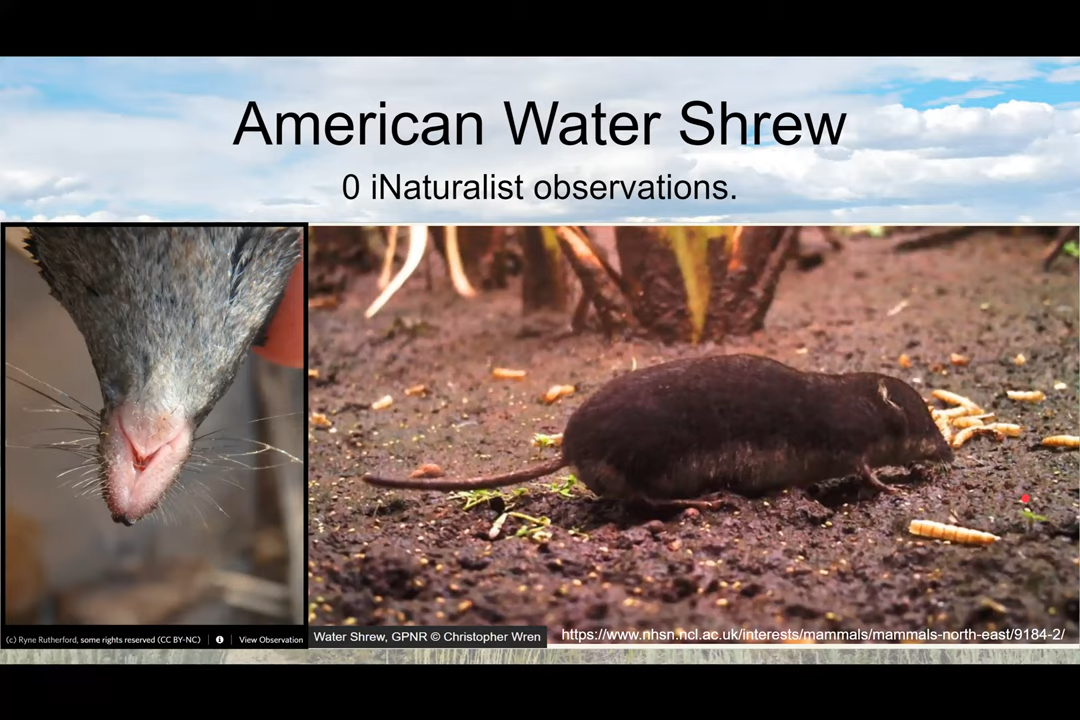 American Water Shrew
0 iNaturalist observations.
(c) Ryne Rutherford, some rights reserved (CC BY-NC) View Observation
Water Shrew, GPNR © Christopher Wren
https://www.nhsn.ncl.ac.uk/interests/mammals/mammals-north-east/9184-2/